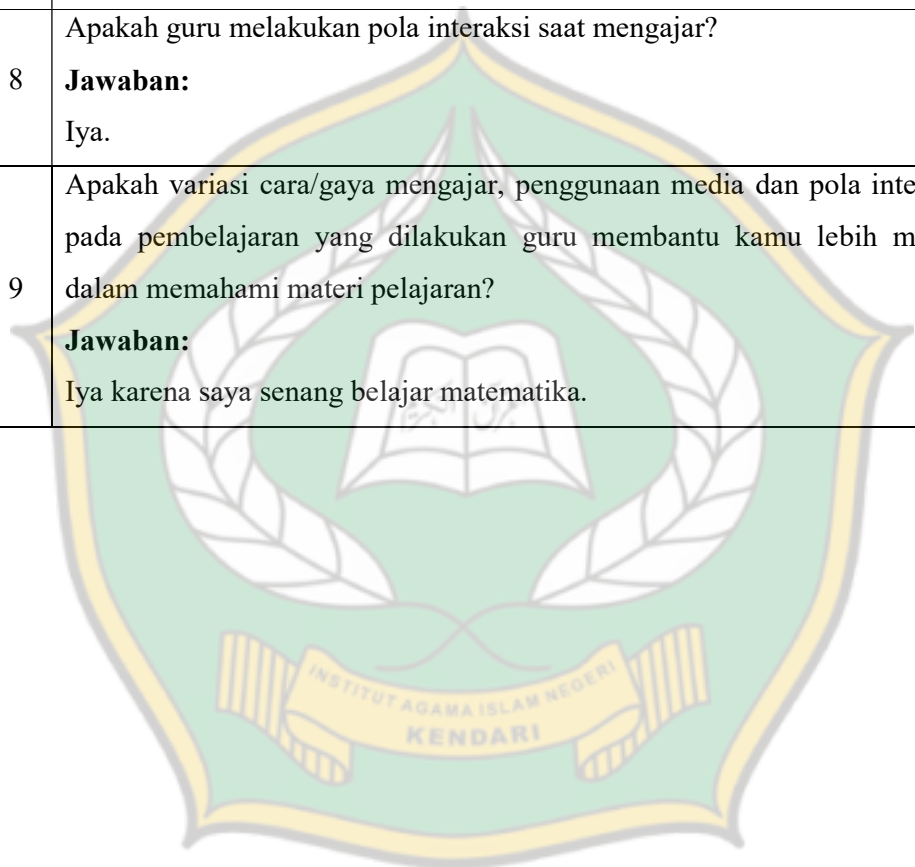 Apakah guru melakukan pola interaksi saat mengajar?
8
Jawaban:
Iya.
Apakah variasi cara/gaya mengajar, penggunaan media dan pola inte
pada pembelajaran yang dilakukan guru membantu kamu lebih m
9
dalam memahami materi pelajaran?
Jawaban:
Iya karena saya senang belajar matematika.
INSTITUT AGAMA ISLAM NEGERI
KENDARI